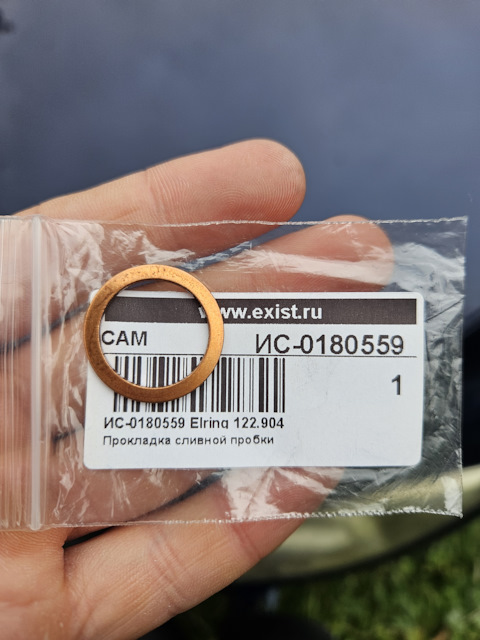 www.exist.ru
САМ
ИС-0180559
1
ИС-0180559 Elring 122.904
Прокладка сливной пробки